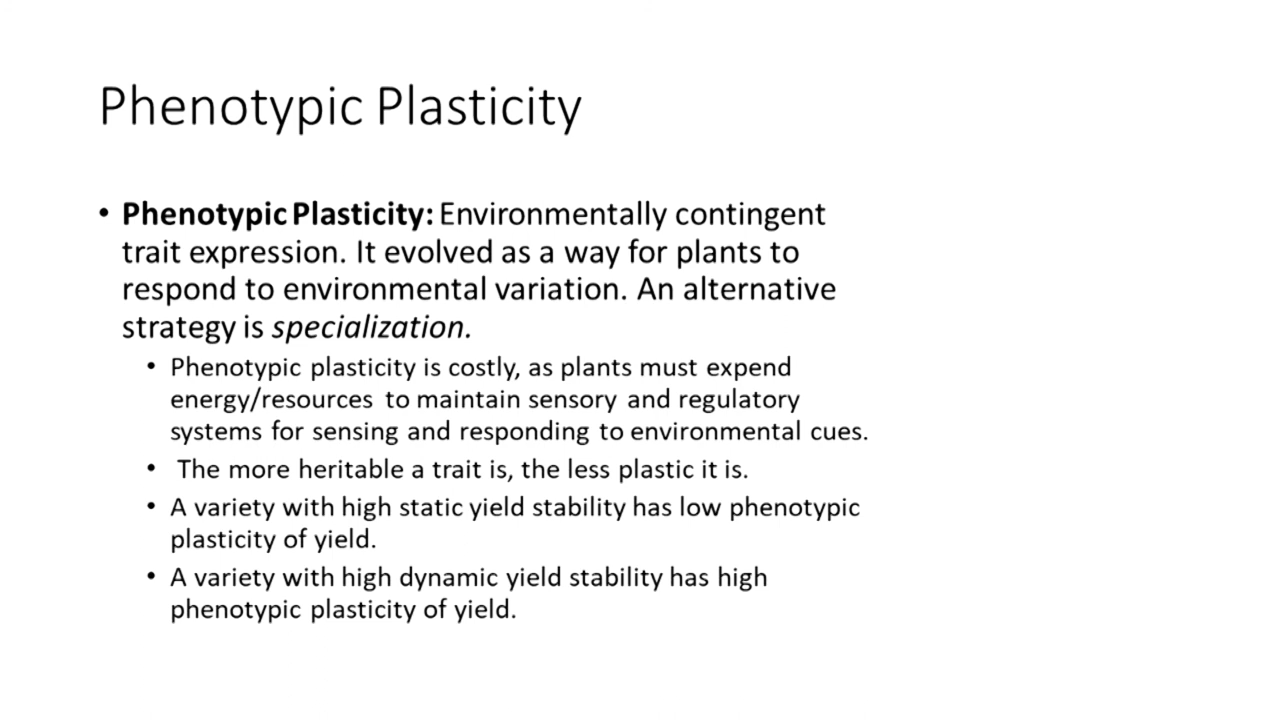 Phenotypic Plasticity
• Phenotypic Plasticity: Environmentally contingent
trait expression. It evolved as a way for plants to
respond to environmental variation. An alternative
strategy is specialization.
• Phenotypic plasticity is costly, as plants must expend
energy/resources to maintain sensory and regulatory
systems for sensing and responding to environmental cues.
• The more heritable a trait is, the less plastic it is.
• A variety with high static yield stability has low phenotypic
plasticity of yield.
• A variety with high dynamic yield stability has high
phenotypic plasticity of yield.